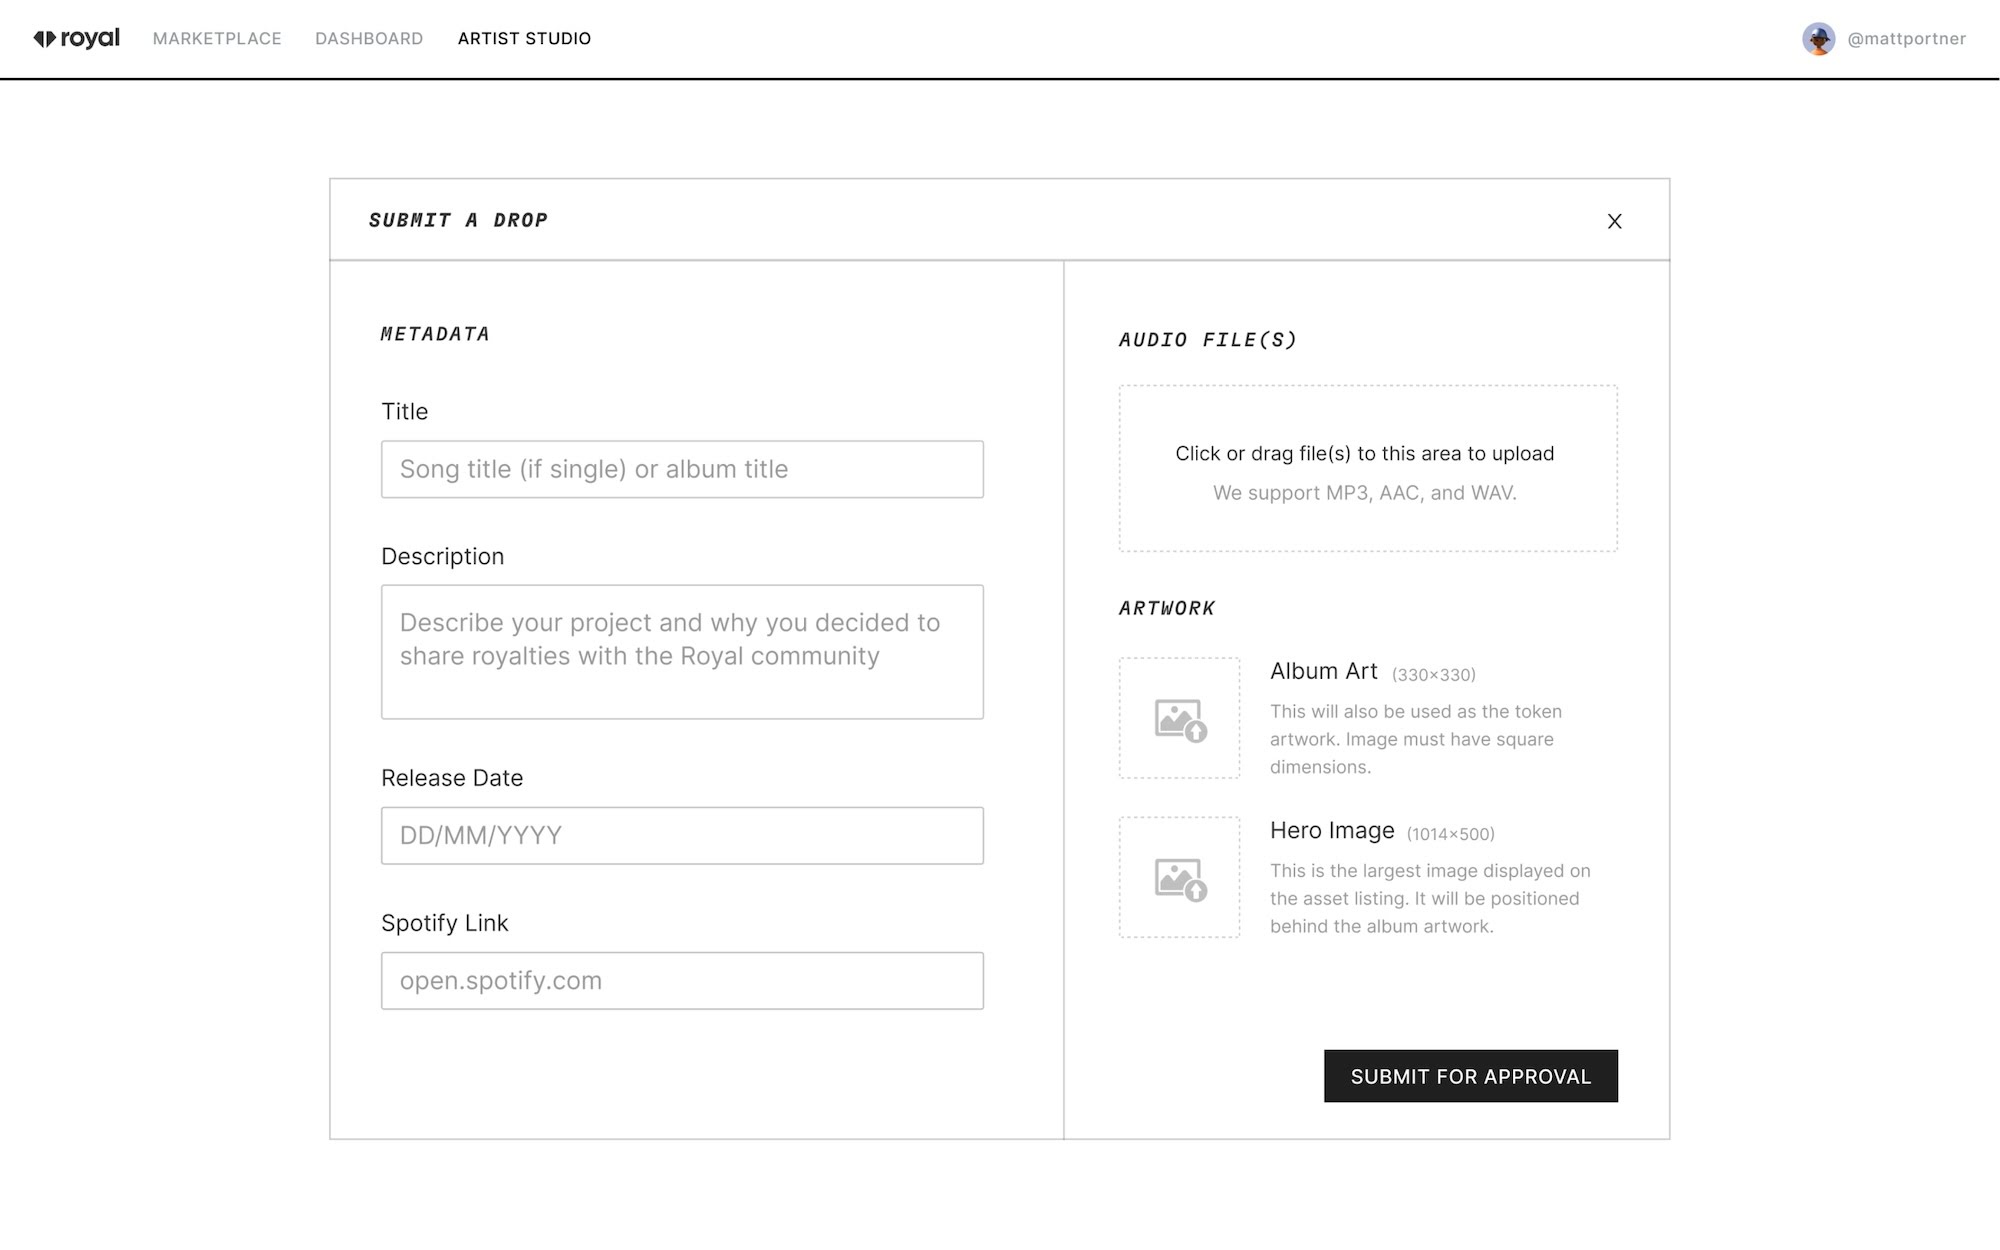 royal
MARKETPLACE
DASHBOARD
ARTIST STUDIO
@mattportner
SUBMIT A DROP
X
METADATA
Title
Song title (if single) or album title
Description
Describe your project and why you decided to
share royalties with the Royal community
Release Date
DD/MM/YYYY
Spotify Link
open.spotify.com
AUDIO FILE(S)
Click or drag file(s) to this area to upload
We support MP3, AAC, and WAV.
ARTWORK
Album Art (330×330)
This will also be used as the token
artwork. Image must have square
dimensions.
Hero Image (1014×500)
This is the largest image displayed on
the asset listing. It will be positioned
behind the album artwork.
SUBMIT FOR APPROVAL